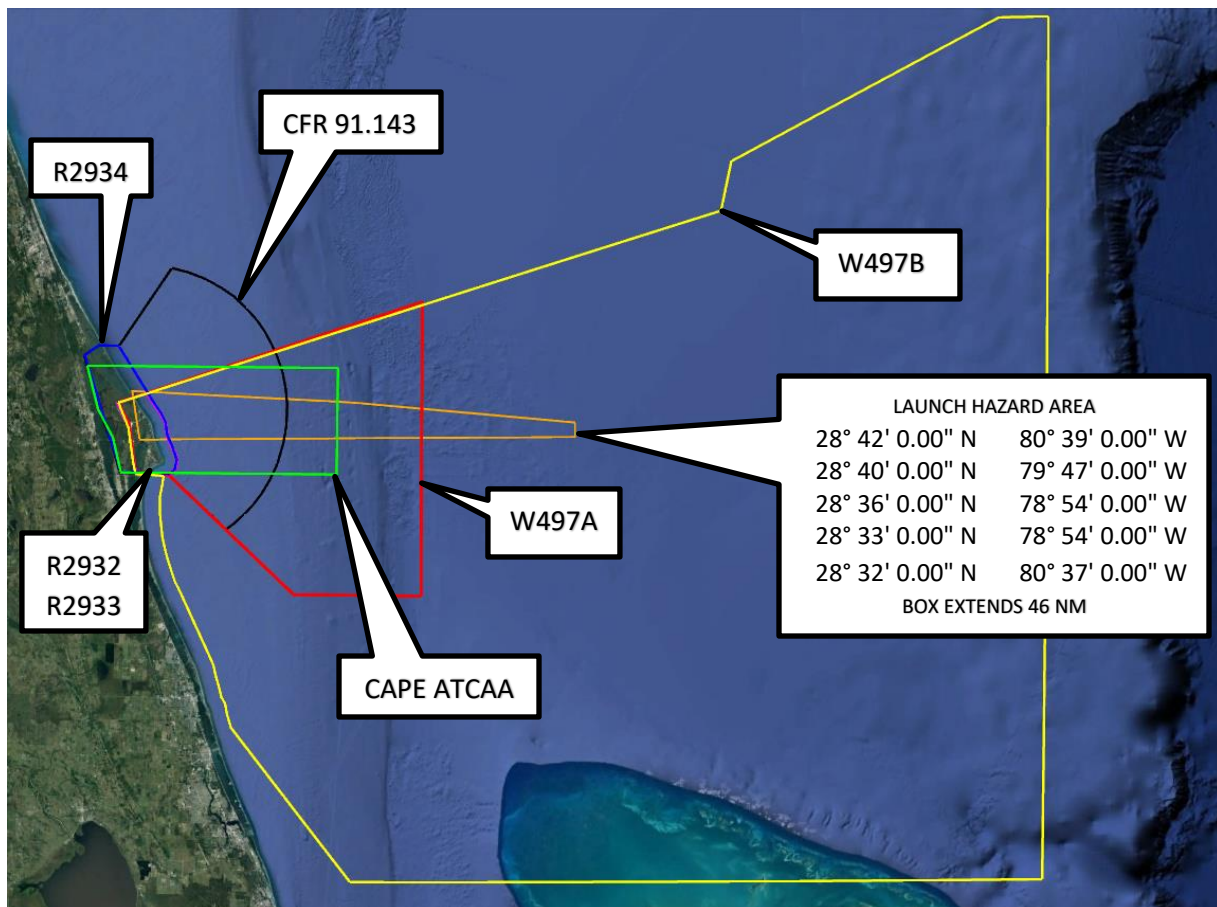 CFR 91.143
R2934
W497B
LAUNCH HAZARD AREA
28° 42' 0.00" N 80° 39' 0.00" W
28° 40' 0.00" N 79° 47' 0.00" W
28° 36' 0.00" N 78° 54' 0.00" W
28° 33' 0.00" N 78° 54' 0.00" W
28° 32' 0.00" N 80° 37' 0.00" W
BOX EXTENDS 46 NM
W497A
R2932
R2933
CAPE ATCAA